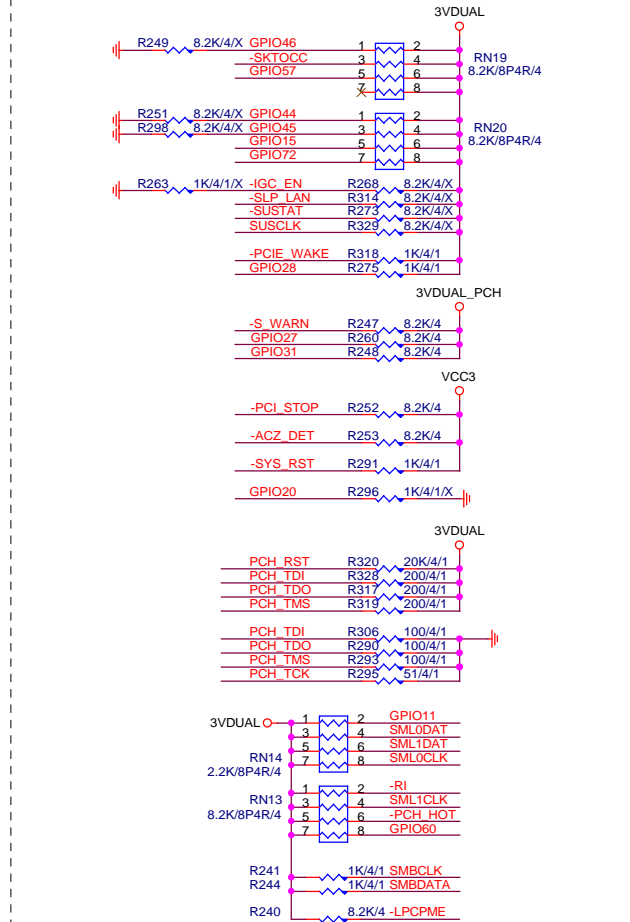 3VDUAL
R249 8.2K/4/X GPIO46 1 2
-SKTOCC 3 4 RN19
GPIO57 5 6 8.2K/8P4R/4
7 8
R251 8.2K/4/X GPIO44 1 2
R298 8.2K/4/X GPIO45 3 4 RN20
GPIO15 5 6 8.2K/8P4R/4
GPIO72 7 8
R263 1K/4/1/X -IGC_EN R268 8.2K/4/X
-SLP_LAN R314 8.2K/4/X
-SUSTAT R273 8.2K/4/X
SUSCLK R329 8.2K/4/X
-PCIE_WAKE R318 1K/4/1
GPIO28 R275 1K/4/1
3VDUAL_PCH
-S_WARN R247 8.2K/4
GPIO27 R260 8.2K/4
GPIO31 R248 8.2K/4
VCC3
-PCI_STOP R252 8.2K/4
-ACZ_DET R253 8.2K/4
-SYS_RST R291 1K/4/1
GPIO20 R296 1K/4/1/X
3VDUAL
PCH_RST R320 20K/4/1
PCH_TDI R328 200/4/1
PCH_TDO R317 200/4/1
PCH_TMS R319 200/4/1
PCH_TDI R306 100/4/1
PCH_TDO R290 100/4/1
PCH_TMS R293 100/4/1
PCH_TCK R295 51/4/1
3VDUAL 1 2 GPIO11
3 4 SML0DAT
5 6 SML1DAT
RN14 7 8 SML0CLK
2.2K/8P4R/4
1 2 -RI
RN13 3 4 SML1CLK
8.2K/8P4R/4 5 6 -PCH_HOT
7 8 GPIO60
R241 1K/4/1 SMBCLK
R244 1K/4/1 SMBDATA
R240 8.2K/4 -LPCPME